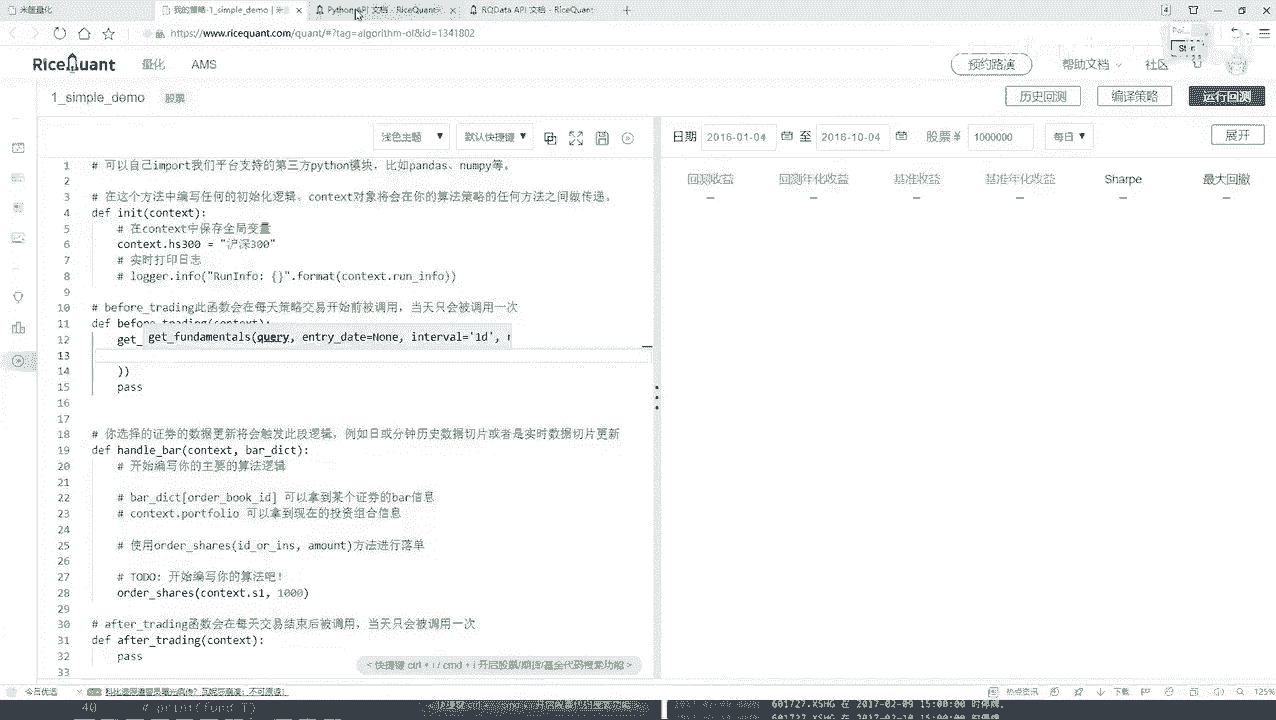 米筐量化
我的策略-1_simple_demo | 米
Python API 文档 - RiceQuant
RQData API 文档 - RiceQuant
https://www.ricequant.com/quant/#?tag=algorithm-ol&id=1341802
RiceQuant 量化 AMS 预约路演 帮助文档 社区
1_simple_demo 股票 历史回测 编译策略 运行回测
浅色主题 默认快捷键 日期 2016-01-04 至 2016-10-04 股票¥ 1000000 每日 展开
回测收益 回测年化收益 基准收益 基准年化收益 Sharpe 最大回撤
1 # 可以自己import我们平台支持的第三方python模块，比如pandas、numpy等。
2
3 # 在这个方法中编写任何的初始化逻辑。context对象将会在你的算法策略的任何方法之间做传递。
4 def init(context):
5 # 在context中保存全局变量
6 context.hs300 = "沪深300"
7 # 实时打印日志
8 # logger.info("RunInfo: {}".format(context.run_info))
9
10 # before_trading此函数会在每天策略交易开始前被调用，当天只会被调用一次
11 def before_trading(context):
12 get_
get_fundamentals(query, entry_date=None, interval='1d',
13
14 ))
15 pass
16
17
18 # 你选择的证券的数据更新将会触发此段逻辑，例如日或分钟历史数据切片或者是实时数据切片更新
19 def handle_bar(context, bar_dict):
20 # 开始编写你的主要的算法逻辑
21
22 # bar_dict[order_book_id] 可以拿到某个证券的bar信息
23 # context.portfolio 可以拿到现在的投资组合信息
24
25 # 使用order_shares(id_or_ins, amount)方法进行落单
26
27 # TODO: 开始编写你的算法吧！
28 order_shares(context.s1, 1000)
29
30 # after_trading函数会在每天交易结束后被调用，当天只会被调用一次
31 def after_trading(context):
32 pass
33
< 快捷键 ctrl + i / cmd + i 开启股票/期货/基金代码搜索功能 >
今日优选
热点资讯 下载 125%
40 # print(fund_T)
601727.XSHG 在 2017-02-09 15:00:00 时停牌。